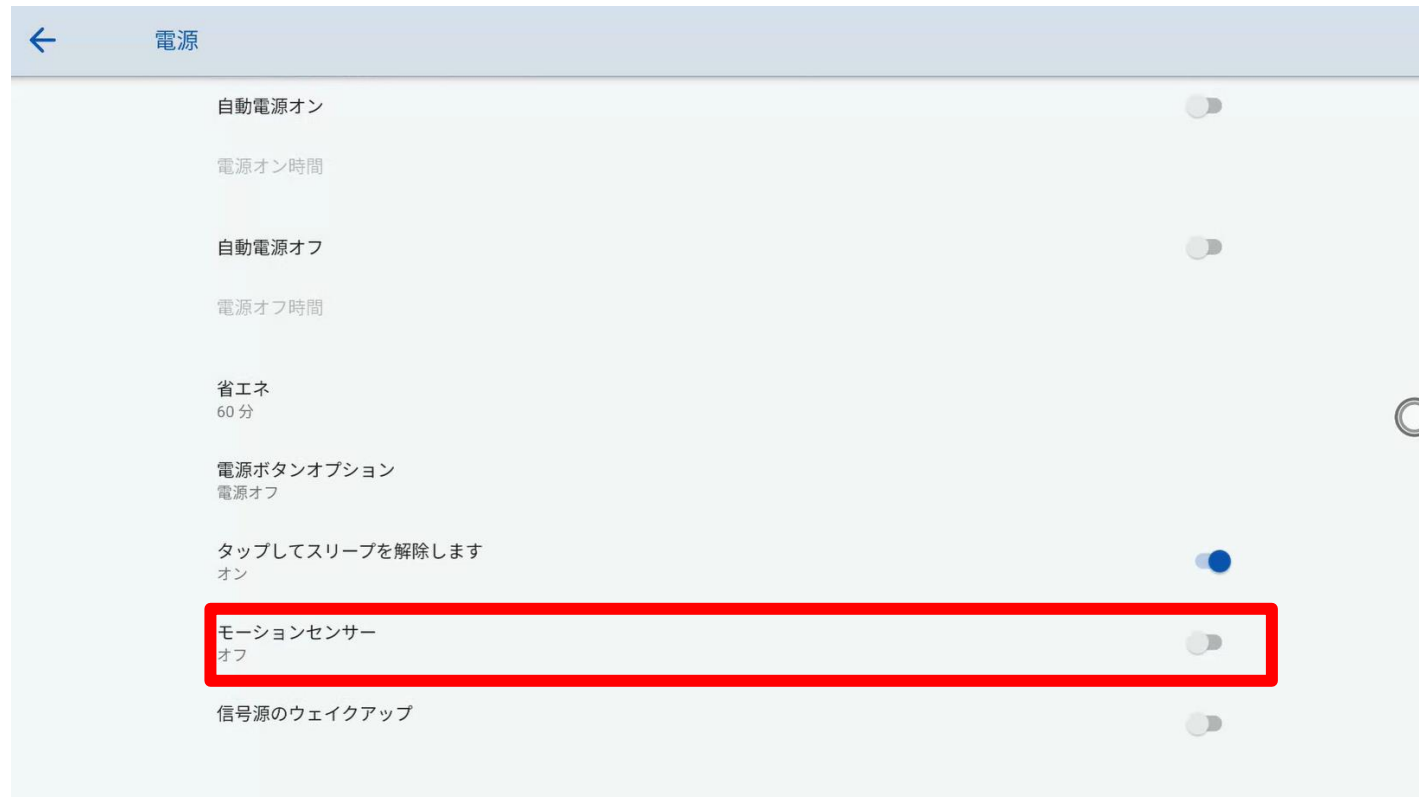 電源
自動電源オン
電源オン時間
自動電源オフ
電源オフ時間
省エネ
60 分
電源ボタンオプション
電源オフ
タップしてスリープを解除します
オン
モーションセンサー
オフ
信号源のウェイクアップ